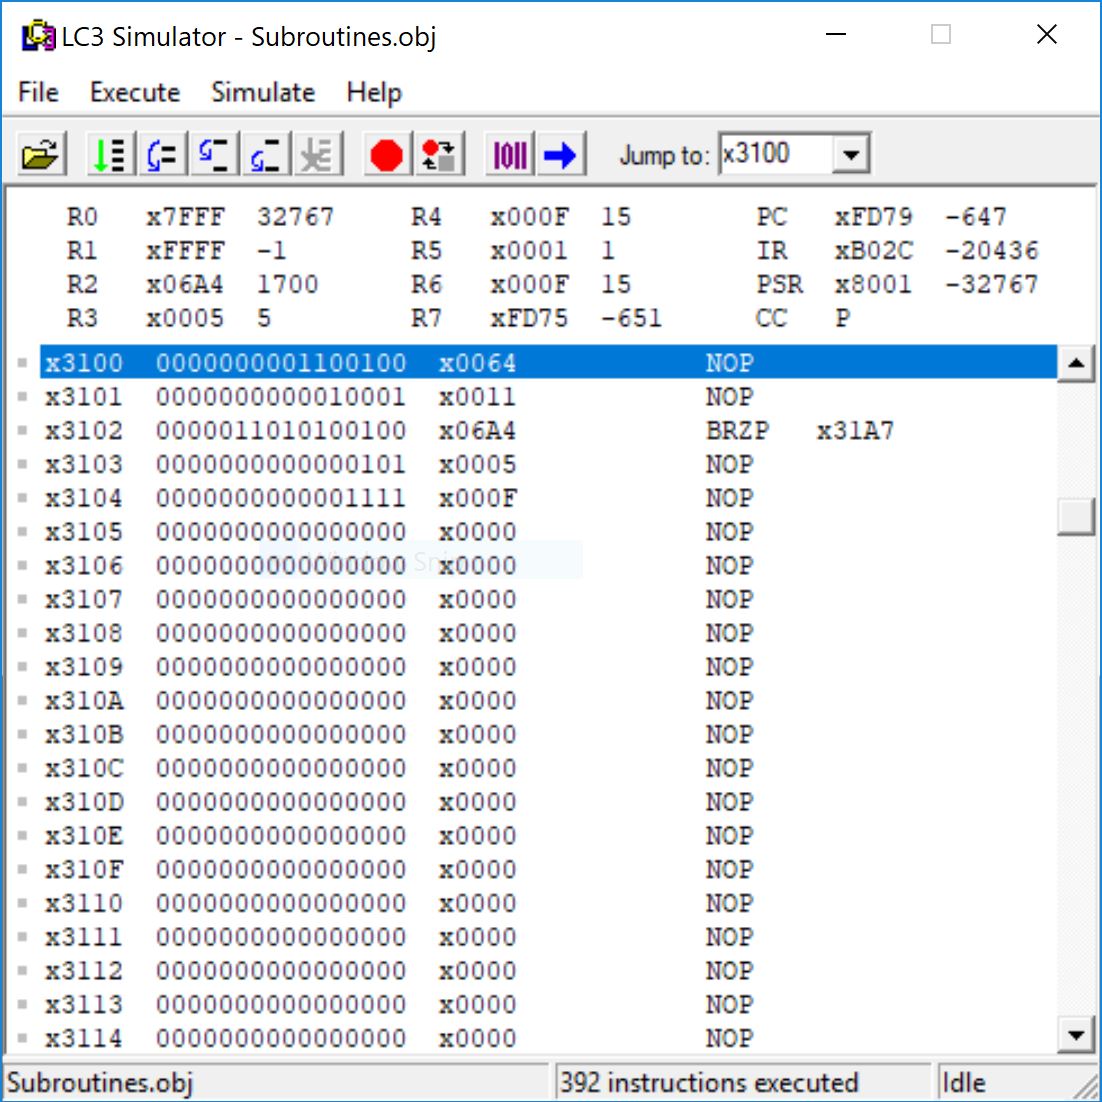 LC3 Simulator - Subroutines.obj
File Execute Simulate Help
Jump to: x3100
R0 x7FFF 32767 R4 x000F 15 PC xFD79 -647
R1 xFFFF -1 R5 x0001 1 IR xB02C -20436
R2 x06A4 1700 R6 x000F 15 PSR x8001 -32767
R3 x0005 5 R7 xFD75 -651 CC P
x3100 0000000001100100 x0064 NOP
x3101 0000000000010001 x0011 NOP
x3102 0000011010100100 x06A4 BRZP x31A7
x3103 0000000000000101 x0005 NOP
x3104 0000000000001111 x000F NOP
x3105 0000000000000000 x0000 NOP
x3106 0000000000000000 x0000 NOP
x3107 0000000000000000 x0000 NOP
x3108 0000000000000000 x0000 NOP
x3109 0000000000000000 x0000 NOP
x310A 0000000000000000 x0000 NOP
x310B 0000000000000000 x0000 NOP
x310C 0000000000000000 x0000 NOP
x310D 0000000000000000 x0000 NOP
x310E 0000000000000000 x0000 NOP
x310F 0000000000000000 x0000 NOP
x3110 0000000000000000 x0000 NOP
x3111 0000000000000000 x0000 NOP
x3112 0000000000000000 x0000 NOP
x3113 0000000000000000 x0000 NOP
x3114 0000000000000000 x0000 NOP
Subroutines.obj 392 instructions executed Idle